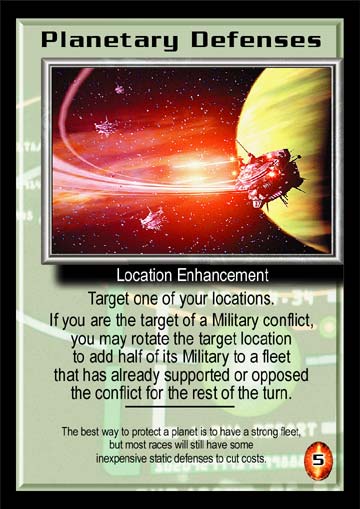 Planetary Defenses
Location Enhancement
Target one of your locations.
If you are the target of a Military conflict,
you may rotate the target location
to add half of its Military to a fleet
that has already supported or opposed
the conflict for the rest of the turn.
The best way to protect a planet is to have a strong fleet,
but most races will still have some
inexpensive static defenses to cut costs.
5